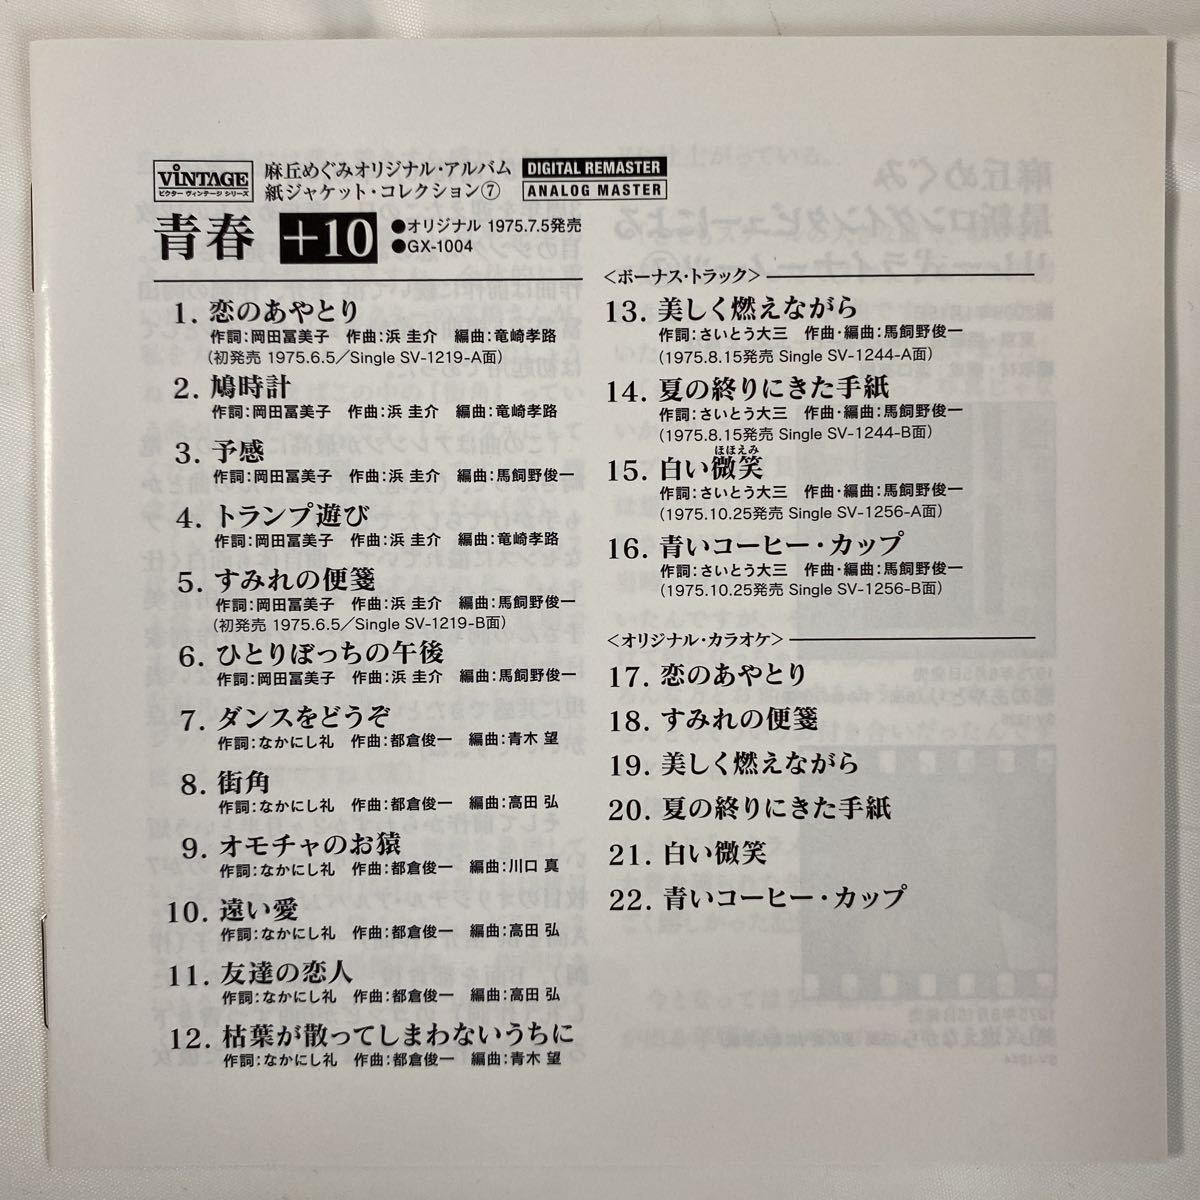 VINTAGE
ビクター ヴィンテージ シリーズ
麻丘めぐみオリジナル・アルバム
紙ジャケット・コレクション⑦
DIGITAL REMASTER
ANALOG MASTER
青春 +10
●オリジナル 1975.7.5発売
●GX-1004
1. 恋のあやとり
作詞：岡田冨美子 作曲：浜 圭介 編曲：竜崎孝路
(初発売 1975.6.5／Single SV-1219-A面)
2. 鳩時計
作詞：岡田冨美子 作曲：浜 圭介 編曲：竜崎孝路
3. 予感
作詞：岡田冨美子 作曲：浜 圭介 編曲：馬飼野俊一
4. トランプ遊び
作詞：岡田冨美子 作曲：浜 圭介 編曲：竜崎孝路
5. すみれの便箋
作詞：岡田冨美子 作曲：浜 圭介 編曲：馬飼野俊一
(初発売 1975.6.5／Single SV-1219-B面)
6. ひとりぼっちの午後
作詞：岡田冨美子 作曲：浜 圭介 編曲：馬飼野俊一
7. ダンスをどうぞ
作詞：なかにし礼 作曲：都倉俊一 編曲：青木 望
8. 街角
作詞：なかにし礼 作曲：都倉俊一 編曲：高田 弘
9. オモチャのお猿
作詞：なかにし礼 作曲：都倉俊一 編曲：川口 真
10. 遠い愛
作詞：なかにし礼 作曲：都倉俊一 編曲：高田 弘
11. 友達の恋人
作詞：なかにし礼 作曲：都倉俊一 編曲：高田 弘
12. 枯葉が散ってしまわないうちに
作詞：なかにし礼 作曲：都倉俊一 編曲：青木 望
<ボーナス・トラック>
13. 美しく燃えながら
作詞：さいとう大三 作曲・編曲：馬飼野俊一
(1975.8.15発売 Single SV-1244-A面)
14. 夏の終りにきた手紙
作詞：さいとう大三 作曲・編曲：馬飼野俊一
(1975.8.15発売 Single SV-1244-B面)
ほほえみ
15. 白い微笑
作詞：さいとう大三 作曲・編曲：馬飼野俊一
(1975.10.25発売 Single SV-1256-A面)
16. 青いコーヒー・カップ
作詞：さいとう大三 作曲・編曲：馬飼野俊一
(1975.10.25発売 Single SV-1256-B面)
<オリジナル・カラオケ>
17. 恋のあやとり
18. すみれの便箋
19. 美しく燃えながら
20. 夏の終りにきた手紙
21. 白い微笑
22. 青いコーヒー・カップ